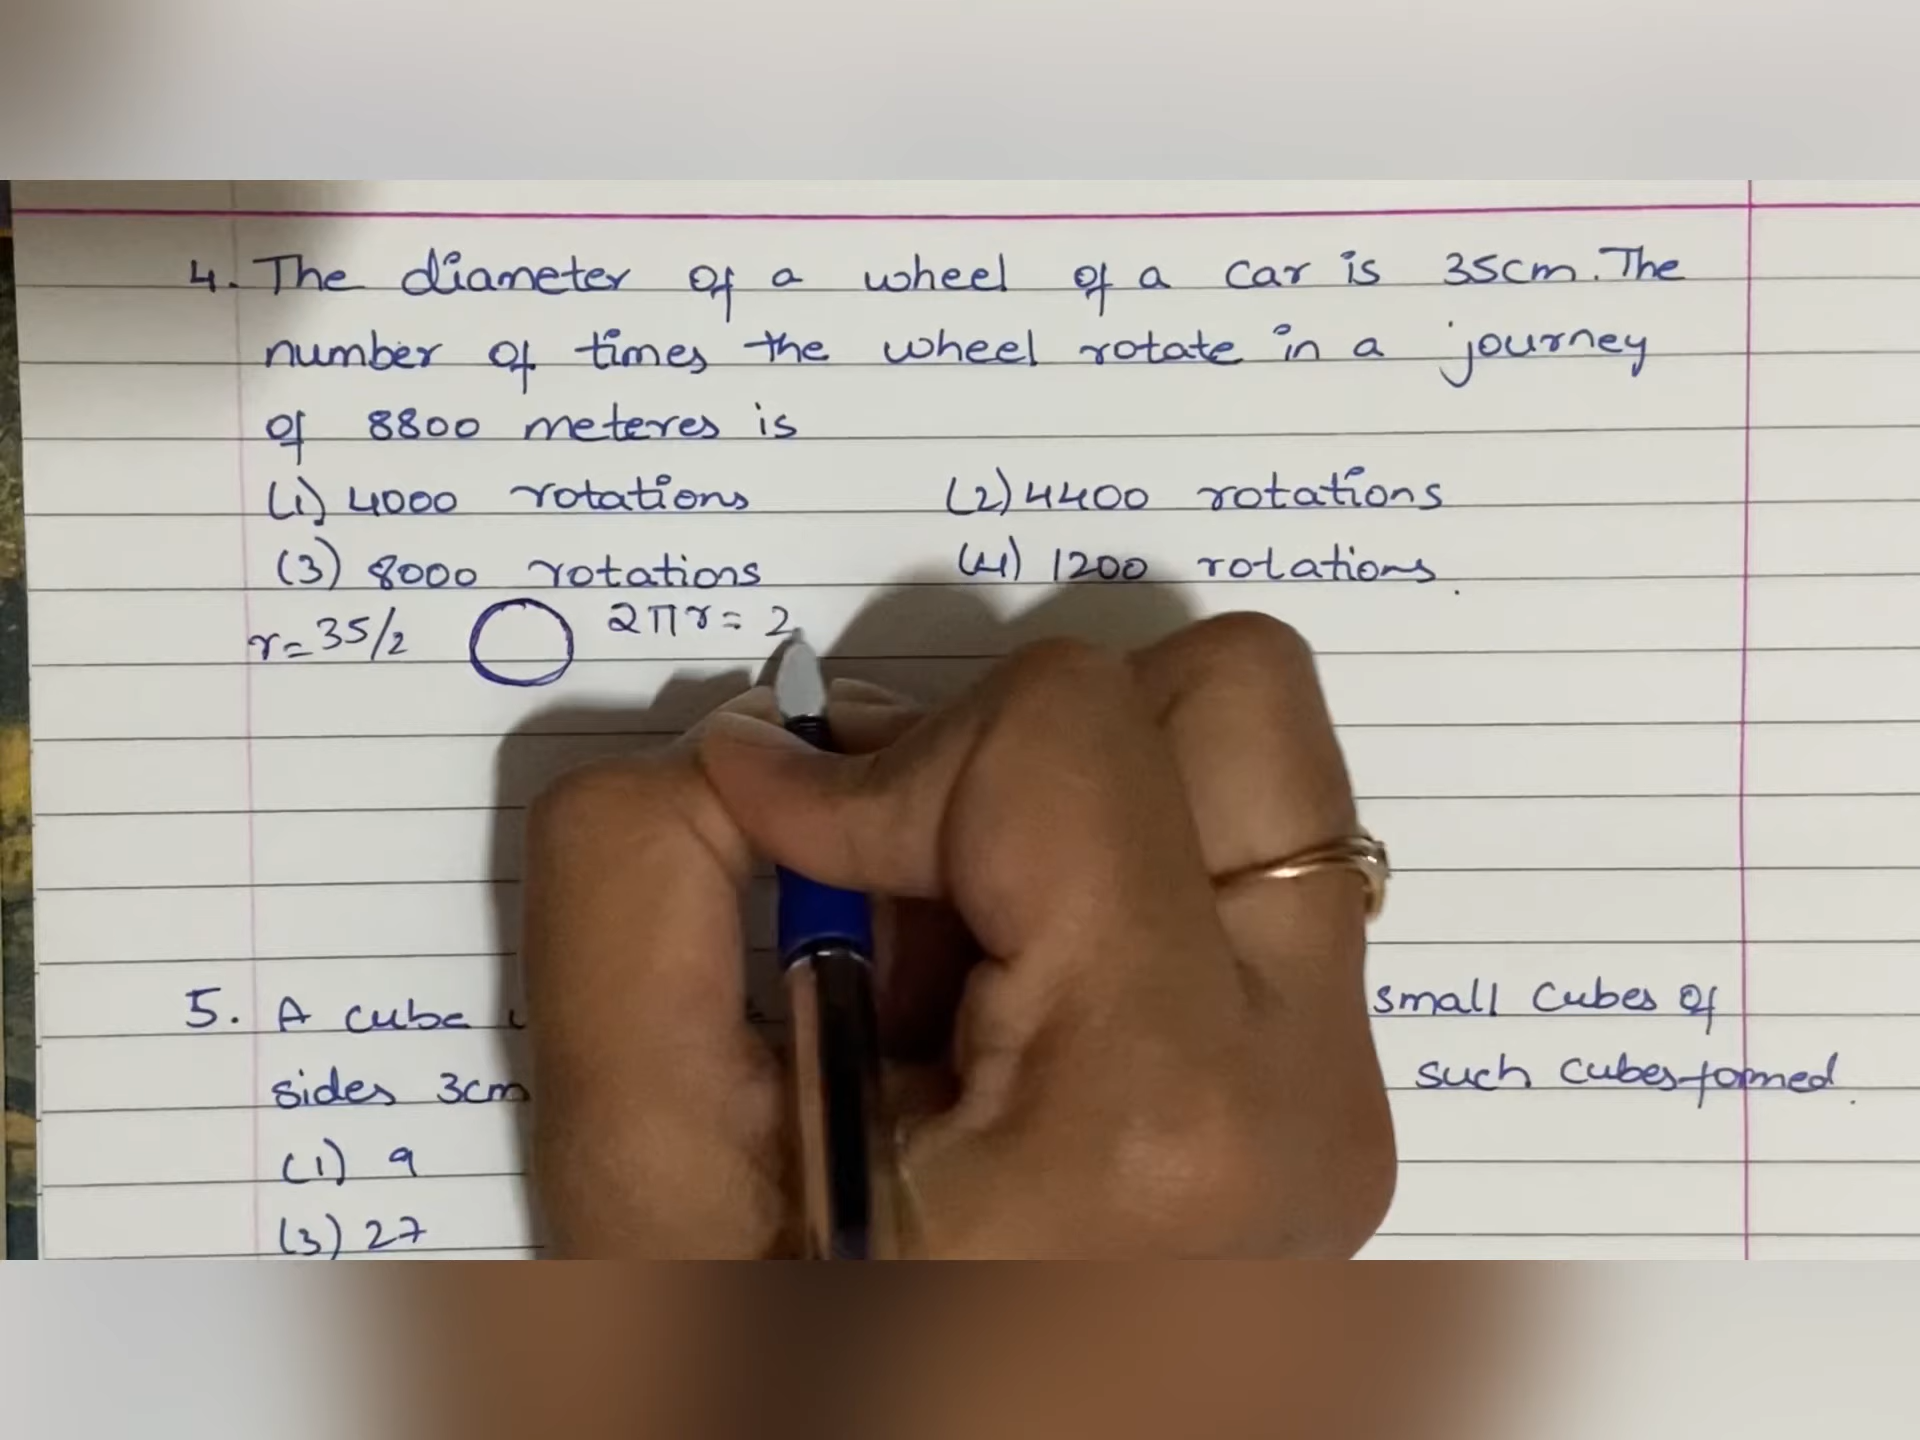 4. The diameter of a wheel of a car is 35cm. The
number of times the wheel rotate in a journey
of 8800 meteres is
(1) 4000 rotations (2) 4400 rotations
(3) 8000 rotations (4) 1200 rotations.
r = 35/2 2πr = 2
5. A cube small cubes of
sides 3cm such cubes formed.
(1) 9
(3) 27